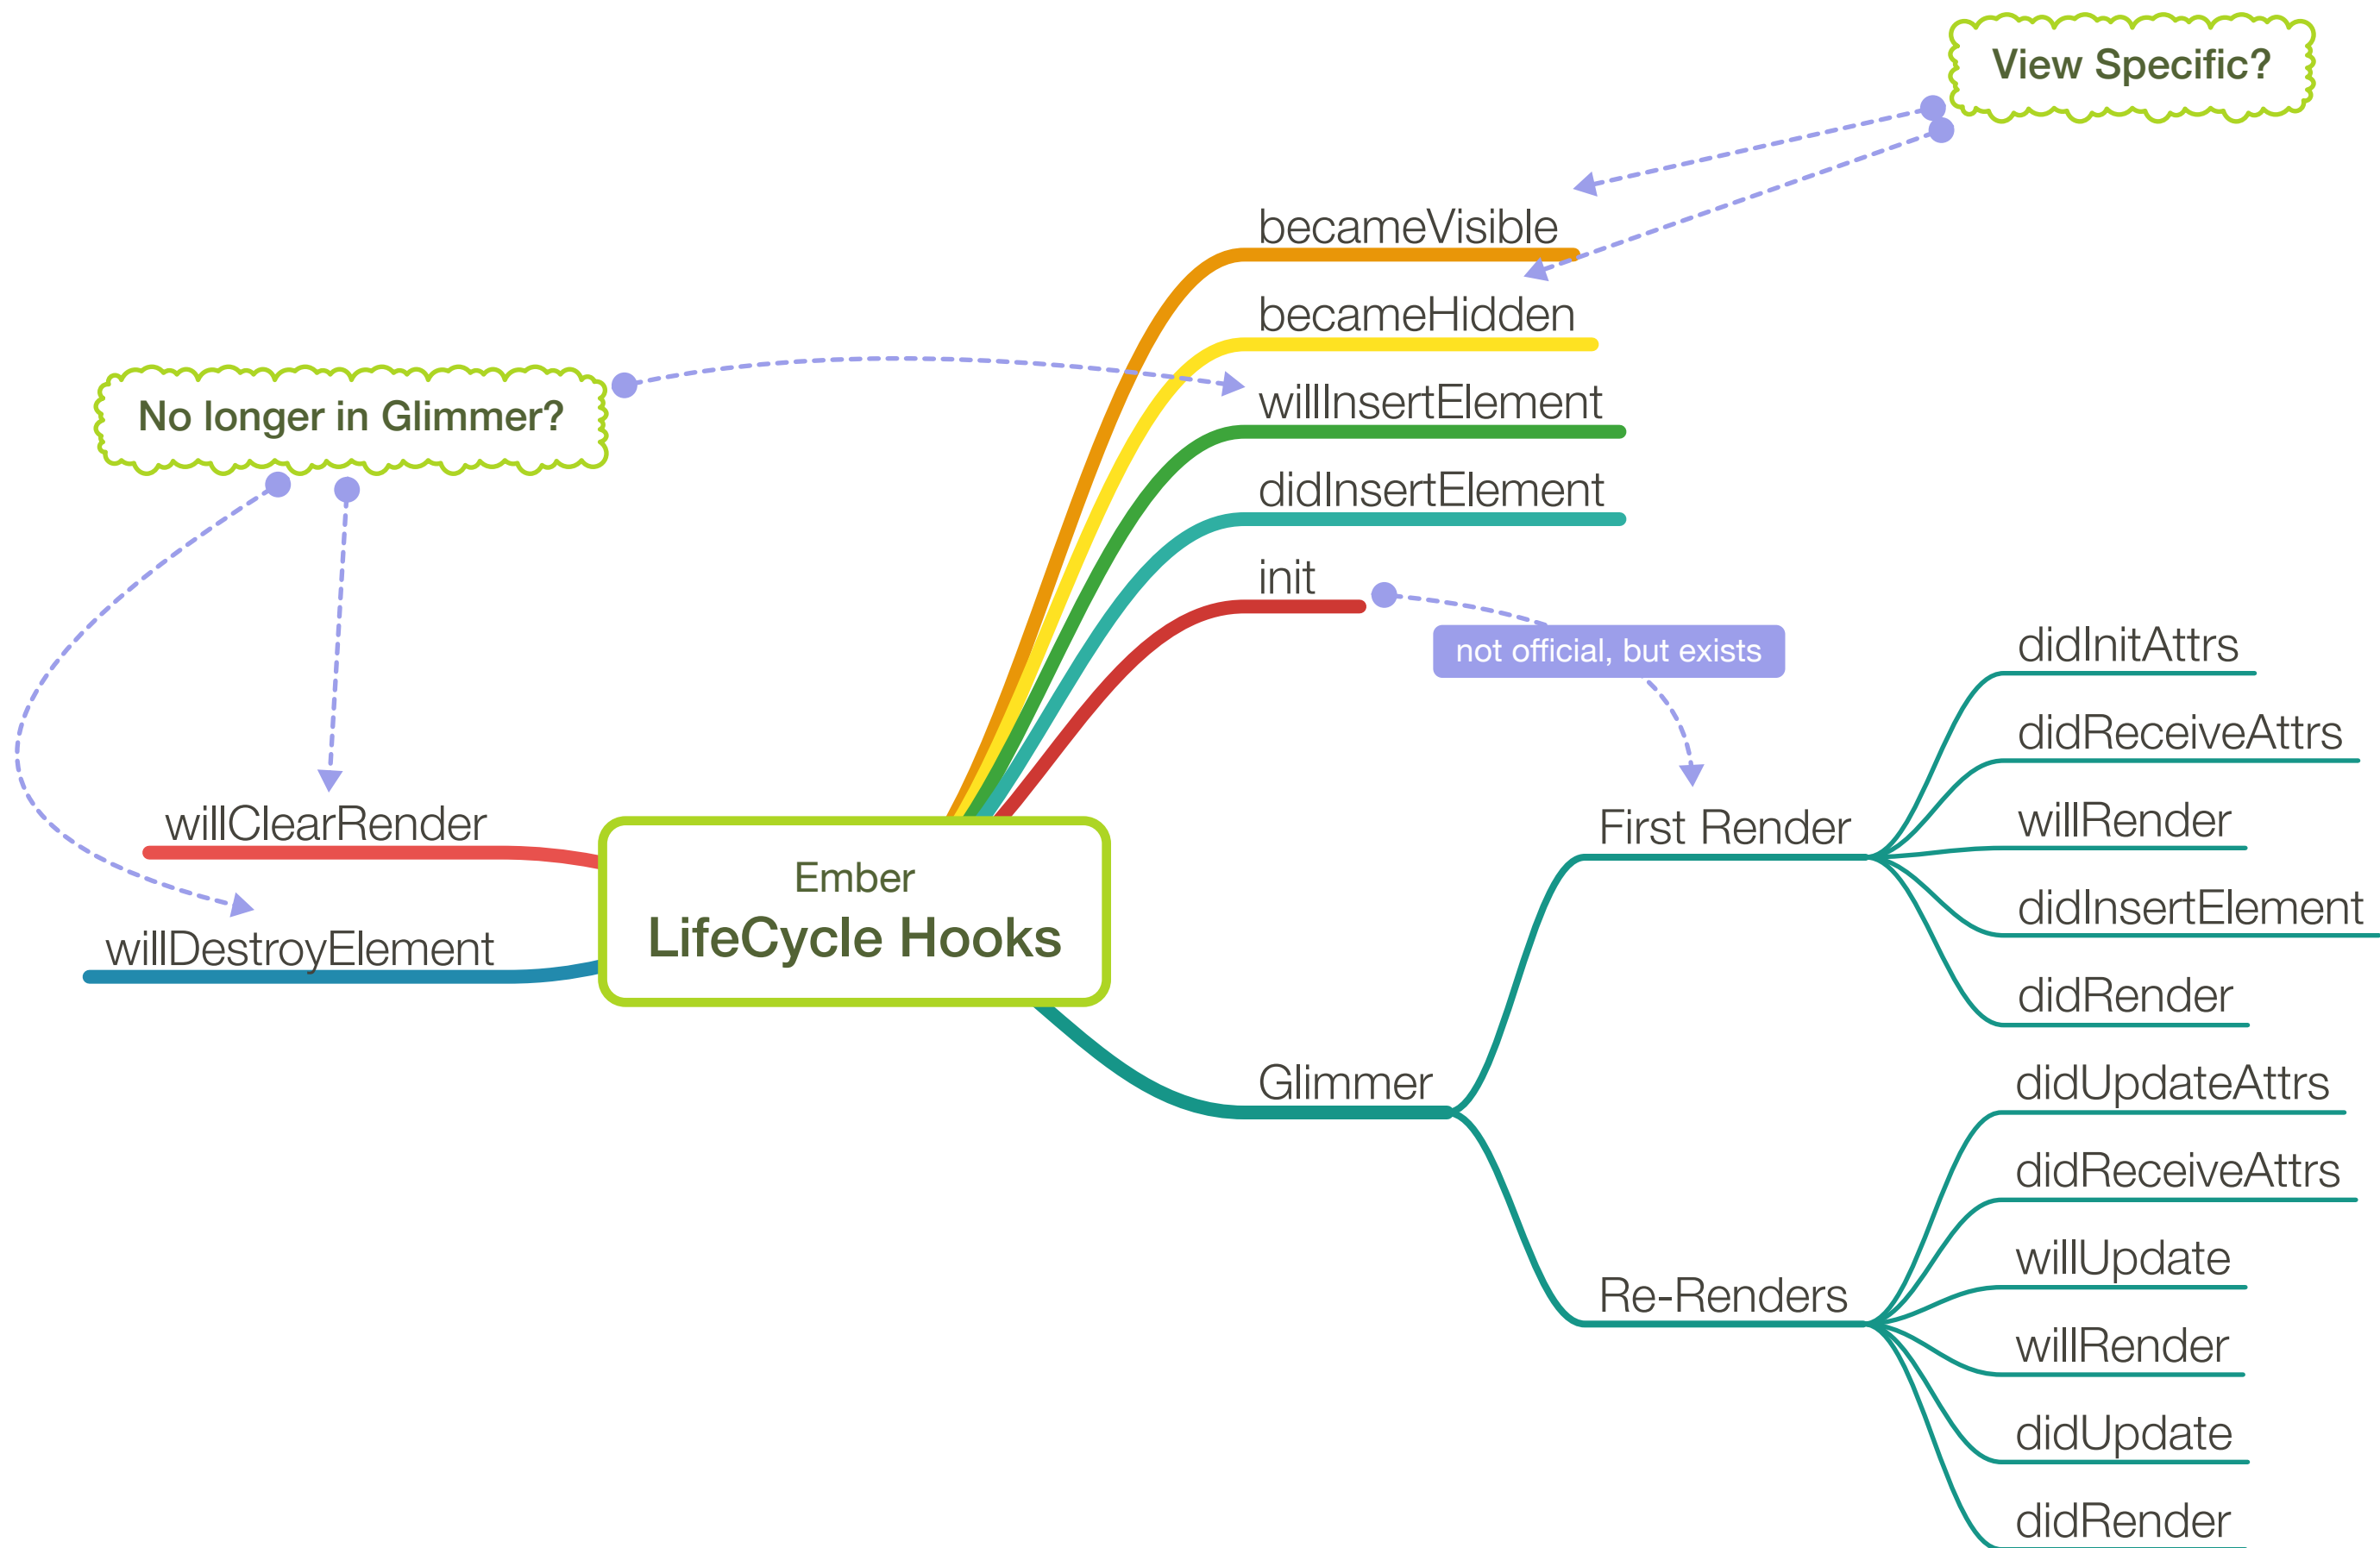 View Specific?
becameVisible
becameHidden
No longer in Glimmer?
willInsertElement
didInsertElement
init
not official, but exists
didInitAttrs
didReceiveAttrs
First Render
willRender
didInsertElement
didRender
willClearRender
willDestroyElement
Ember
LifeCycle Hooks
Glimmer
didUpdateAttrs
didReceiveAttrs
willUpdate
Re-Renders
willRender
didUpdate
didRender